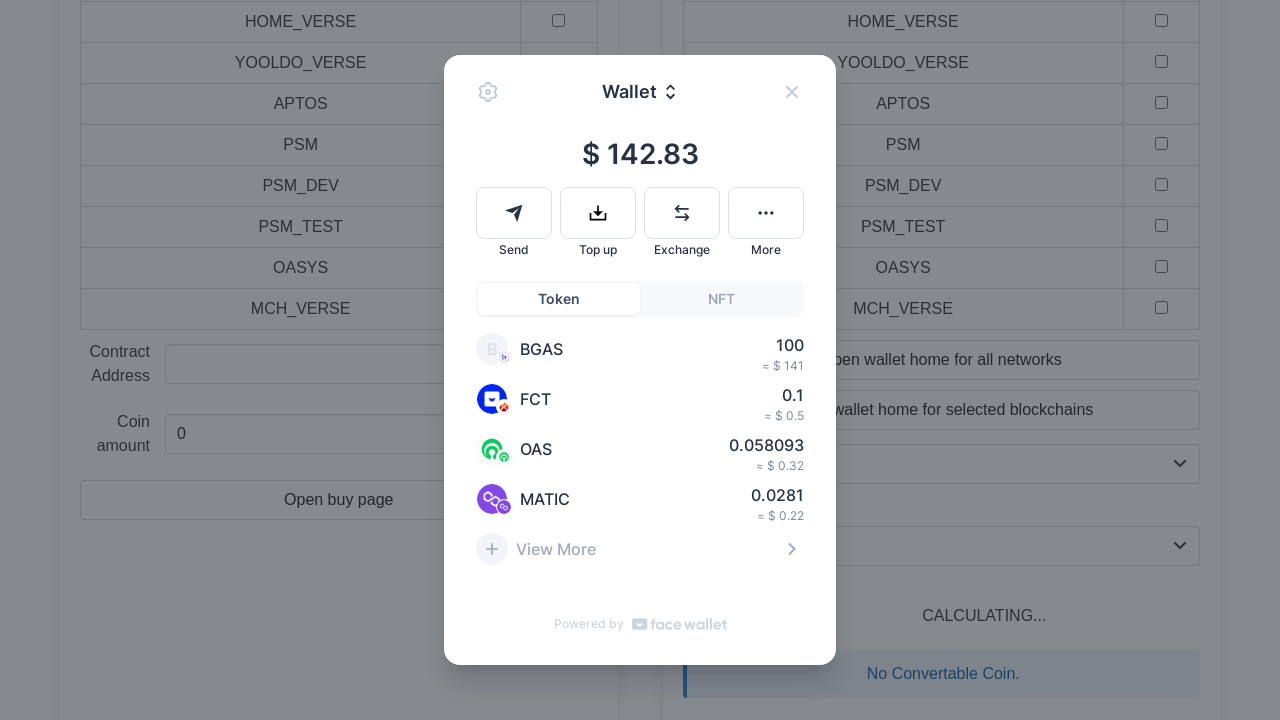 HOME_VERSE
HOME_VERSE
YOOLDO_VERSE
YOOLDO_VERSE
APTOS
APTOS
PSM
PSM
PSM_DEV
PSM_DEV
PSM_TEST
PSM_TEST
OASYS
OASYS
MCH_VERSE
MCH_VERSE
Contract
Address
Coin
amount
0
Open buy page
pen wallet home for all networks
wallet home for selected blockchains
CALCULATING...
No Convertable Coin.
Wallet
$ 142.83
Send
Top up
Exchange
More
Token
NFT
B
BGAS
100
≈ $ 141
FCT
0.1
≈ $ 0.5
OAS
0.058093
≈ $ 0.32
MATIC
0.0281
≈ $ 0.22
View More
Powered by face wallet